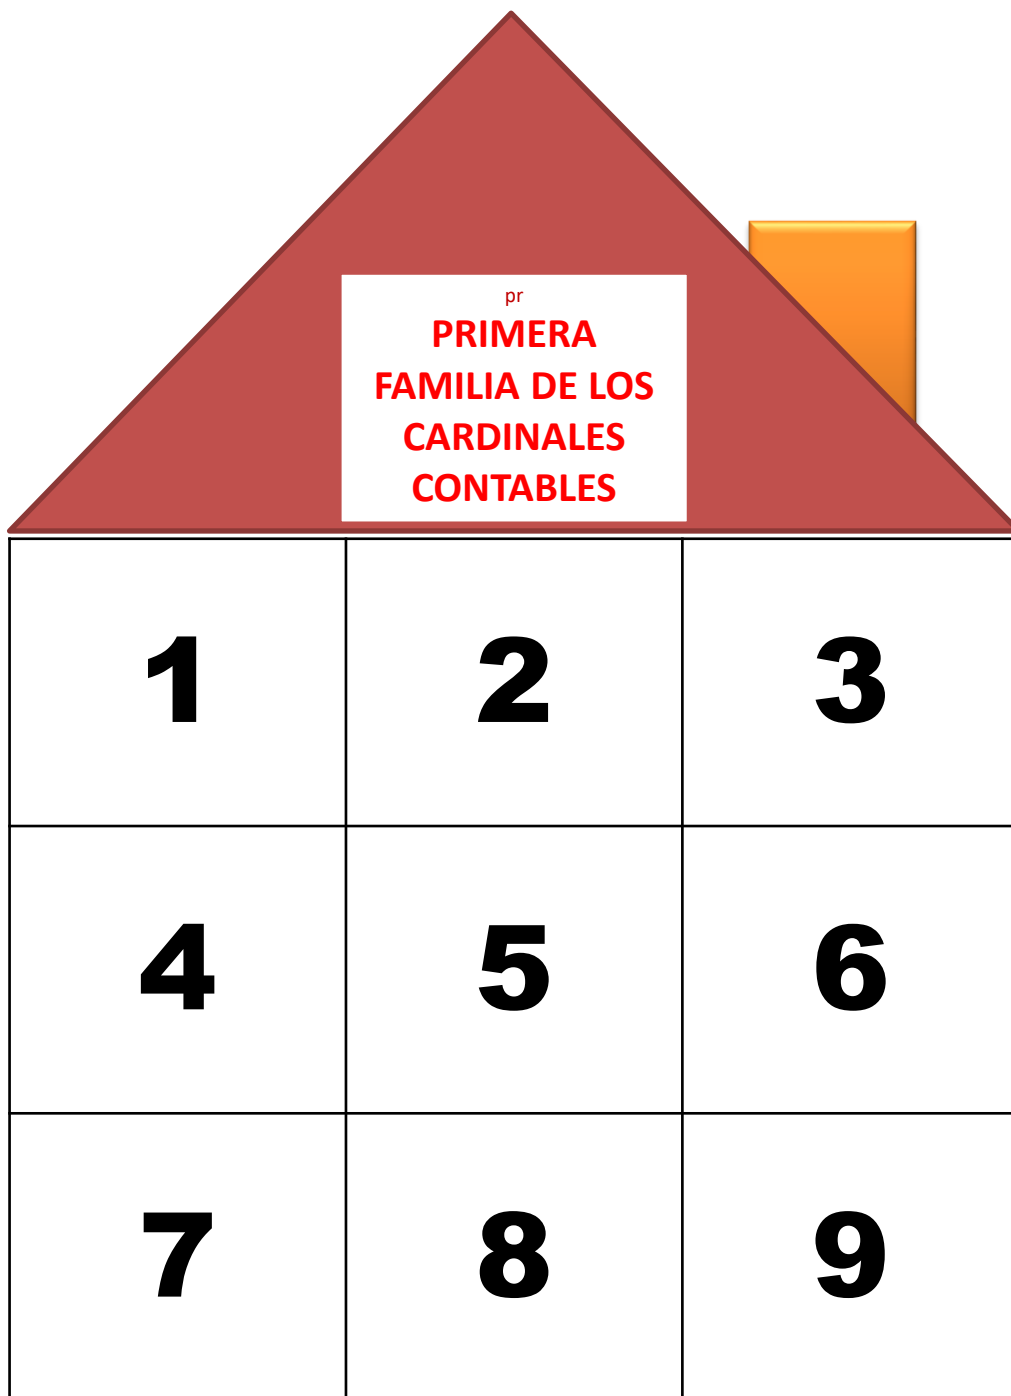 pr
PRIMERA
FAMILIA DE LOS
CARDINALES
CONTABLES
1 2 3
4 5 6
7 8 9